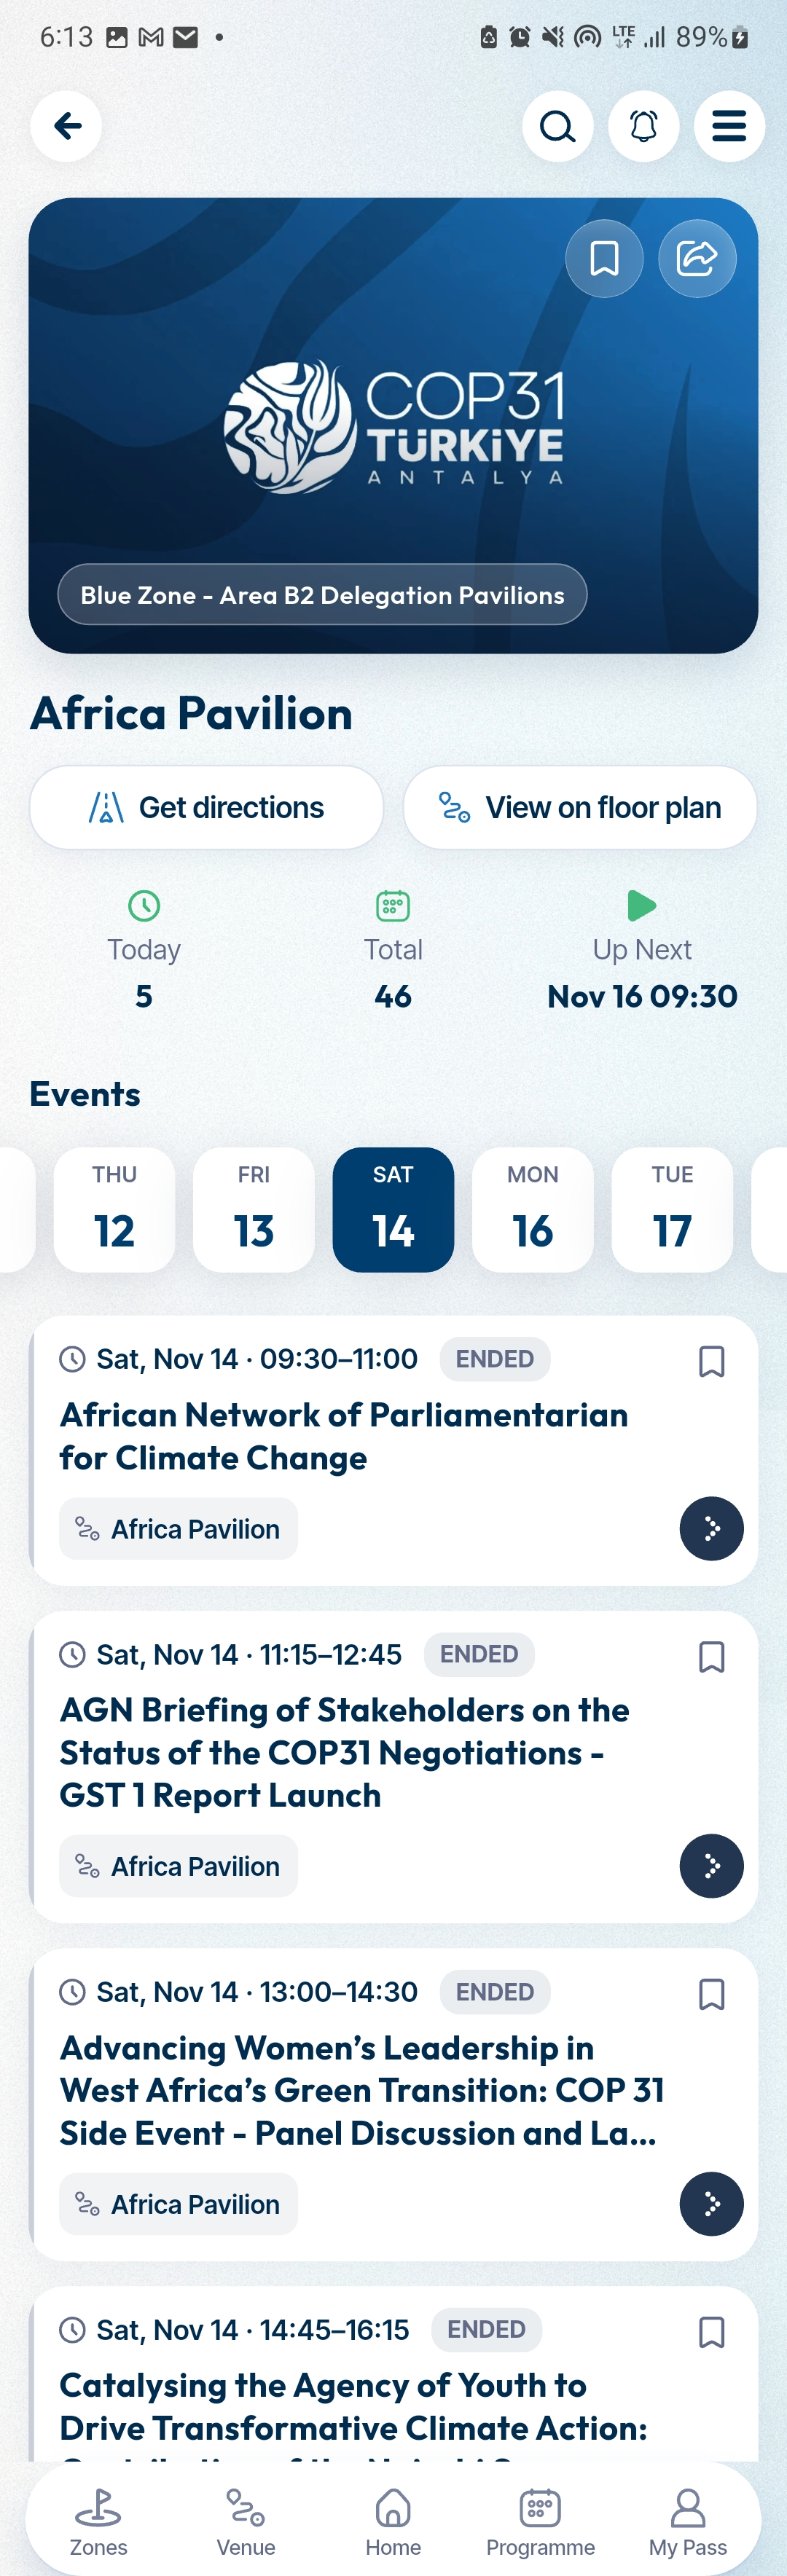 6:13
LTE
89%
COP31
TÜRKiYE
ANTALYA
Blue Zone - Area B2 Delegation Pavilions
Africa Pavilion
Get directions
View on floor plan
Today
Total
Up Next
5
46
Nov 16 09:30
Events
THU
FRI
SAT
MON
TUE
12
13
14
16
17
Sat, Nov 14 · 09:30–11:00
ENDED
African Network of Parliamentarian
for Climate Change
Africa Pavilion
Sat, Nov 14 · 11:15–12:45
ENDED
AGN Briefing of Stakeholders on the
Status of the COP31 Negotiations -
GST 1 Report Launch
Africa Pavilion
Sat, Nov 14 · 13:00–14:30
ENDED
Advancing Women’s Leadership in
West Africa’s Green Transition: COP 31
Side Event - Panel Discussion and La...
Africa Pavilion
Sat, Nov 14 · 14:45–16:15
ENDED
Catalysing the Agency of Youth to
Drive Transformative Climate Action:
Zones
Venue
Home
Programme
My Pass